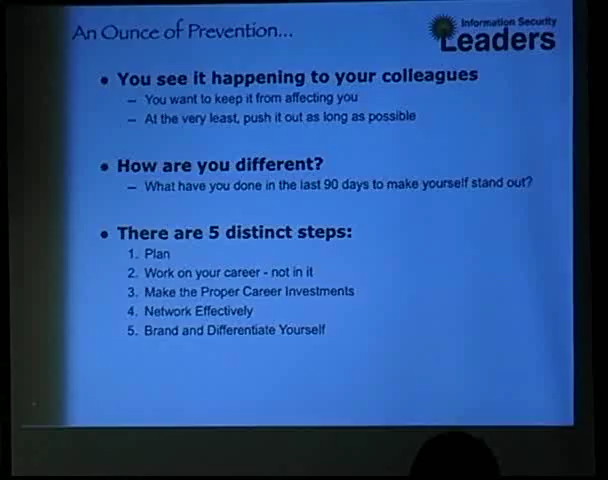 An Ounce of Prevention...
Information Security
Leaders
• You see it happening to your colleagues
– You want to keep it from affecting you
– At the very least, push it out as long as possible
• How are you different?
– What have you done in the last 90 days to make yourself stand out?
• There are 5 distinct steps:
1. Plan
2. Work on your career - not in it
3. Make the Proper Career Investments
4. Network Effectively
5. Brand and Differentiate Yourself